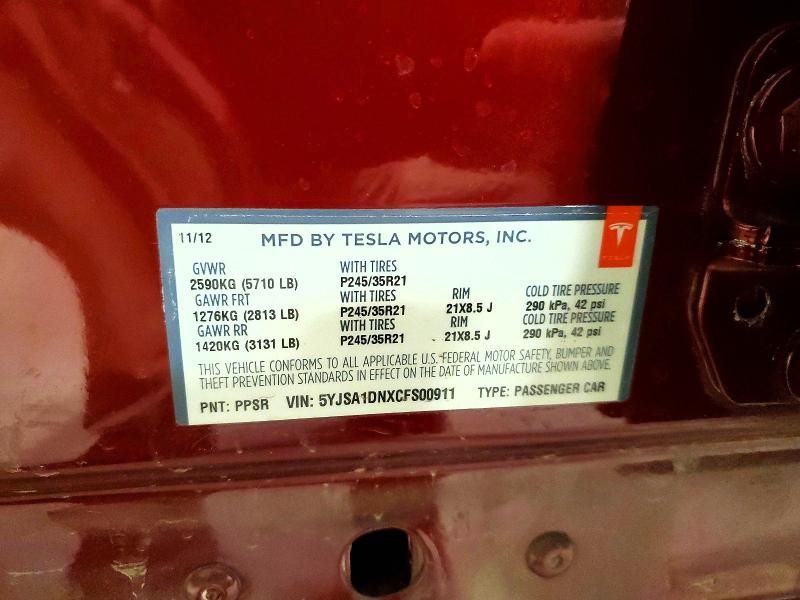 11/12 MFD BY TESLA MOTORS, INC.
TESLA
GVWR WITH TIRES
2590KG (5710 LB) P245/35R21
GAWR FRT WITH TIRES RIM COLD TIRE PRESSURE
1276KG (2813 LB) P245/35R21 21X8.5 J 290 kPa, 42 psi
GAWR RR WITH TIRES RIM COLD TIRE PRESSURE
1420KG (3131 LB) P245/35R21 21X8.5 J 290 kPa, 42 psi
THIS VEHICLE CONFORMS TO ALL APPLICABLE U.S. FEDERAL MOTOR SAFETY, BUMPER AND
THEFT PREVENTION STANDARDS IN EFFECT ON THE DATE OF MANUFACTURE SHOWN ABOVE.
PNT: PPSR VIN: 5YJSA1DNXCFS00911 TYPE: PASSENGER CAR